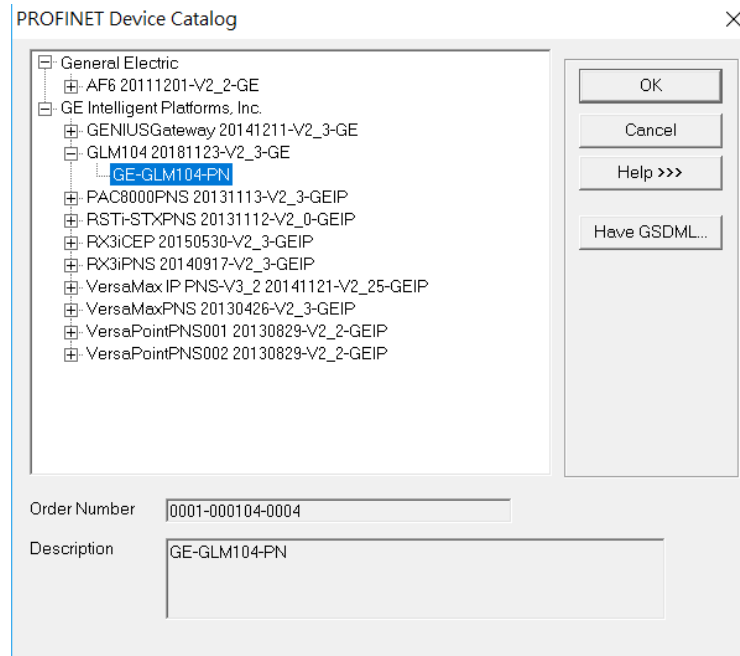 PROFINET Device Catalog
General Electric
AF6 20111201-V2_2-GE
GE Intelligent Platforms, Inc.
GENIUSGateway 20141211-V2_3-GE
GLM104 20181123-V2_3-GE
GE-GLM104-PN
PAC8000PNS 20131113-V2_3-GEIP
RSTi-STXPNS 20131112-V2_0-GEIP
RX3iCEP 20150530-V2_3-GEIP
RX3iPNS 20140917-V2_3-GEIP
VersaMax IP PNS-V3_2 20141121-V2_25-GEIP
VersaMaxPNS 20130426-V2_3-GEIP
VersaPointPNS001 20130829-V2_2-GEIP
VersaPointPNS002 20130829-V2_2-GEIP
OK
Cancel
Help >>>
Have GSDML...
Order Number 0001-000104-0004
Description GE-GLM104-PN